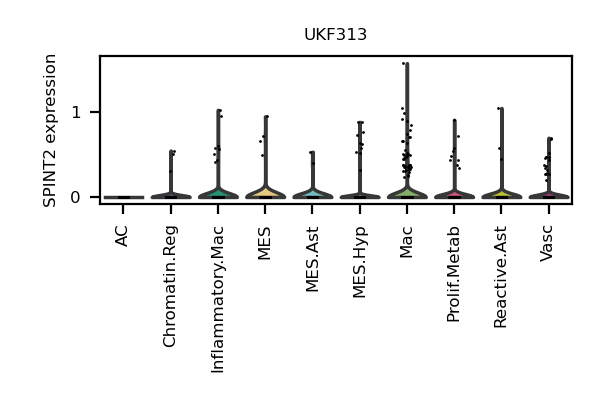 UKF313
SPINT2 expression
1
0
AC
Chromatin.Reg
Inflammatory.Mac
MES
MES.Ast
MES.Hyp
Mac
Prolif.Metab
Reactive.Ast
Vasc